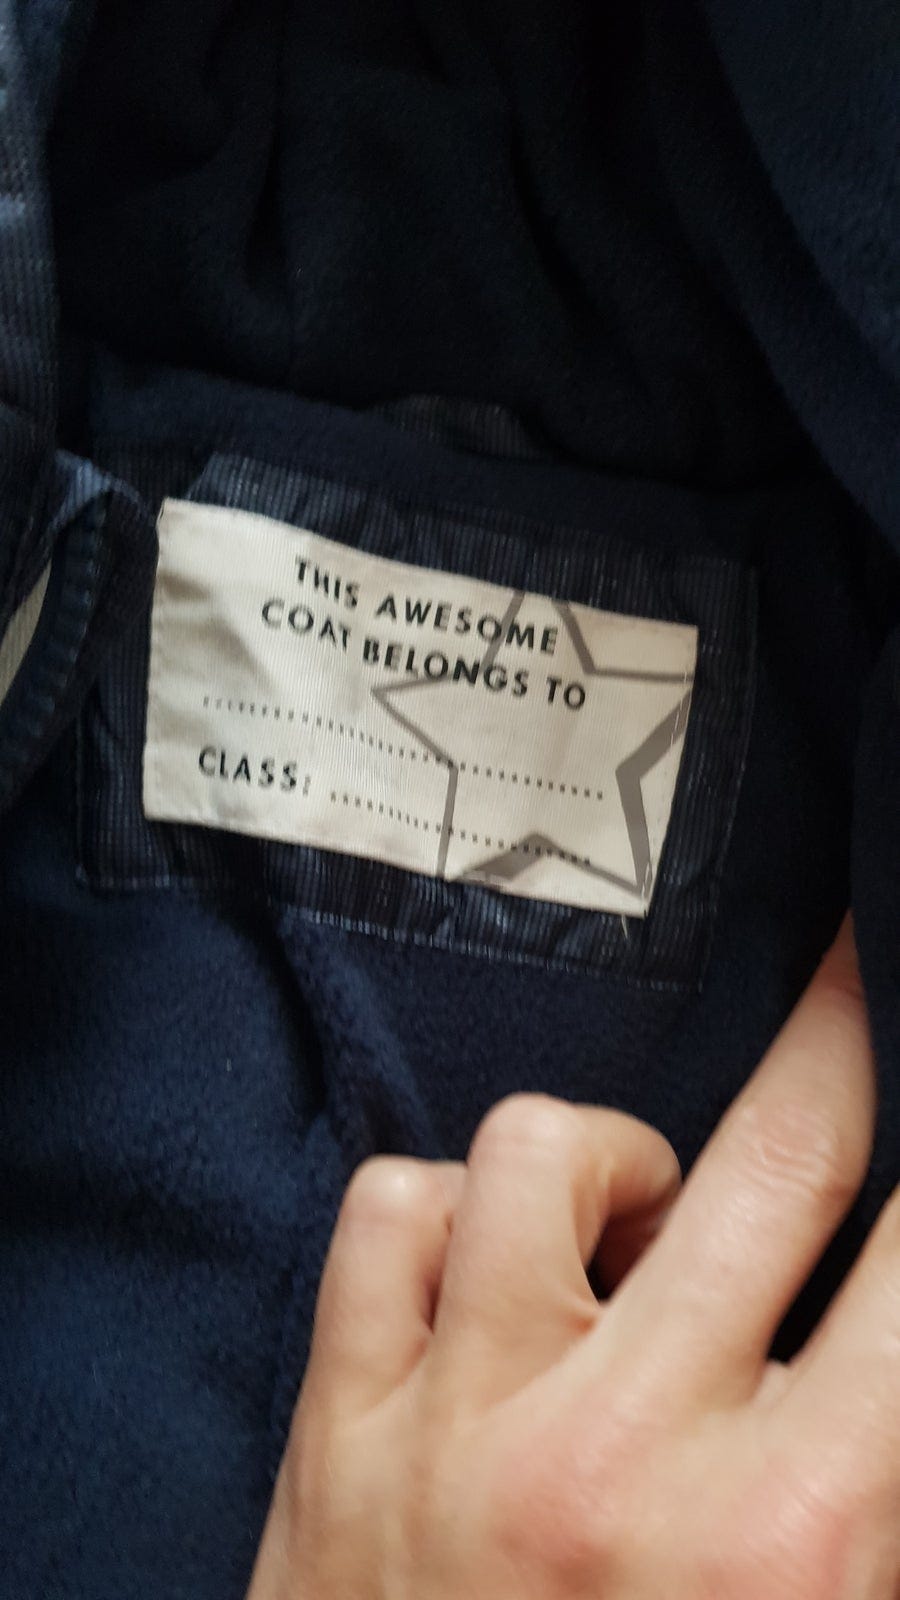 THIS AWESOME
COAT BELONGS TO
........................................
CLASS: ..........................